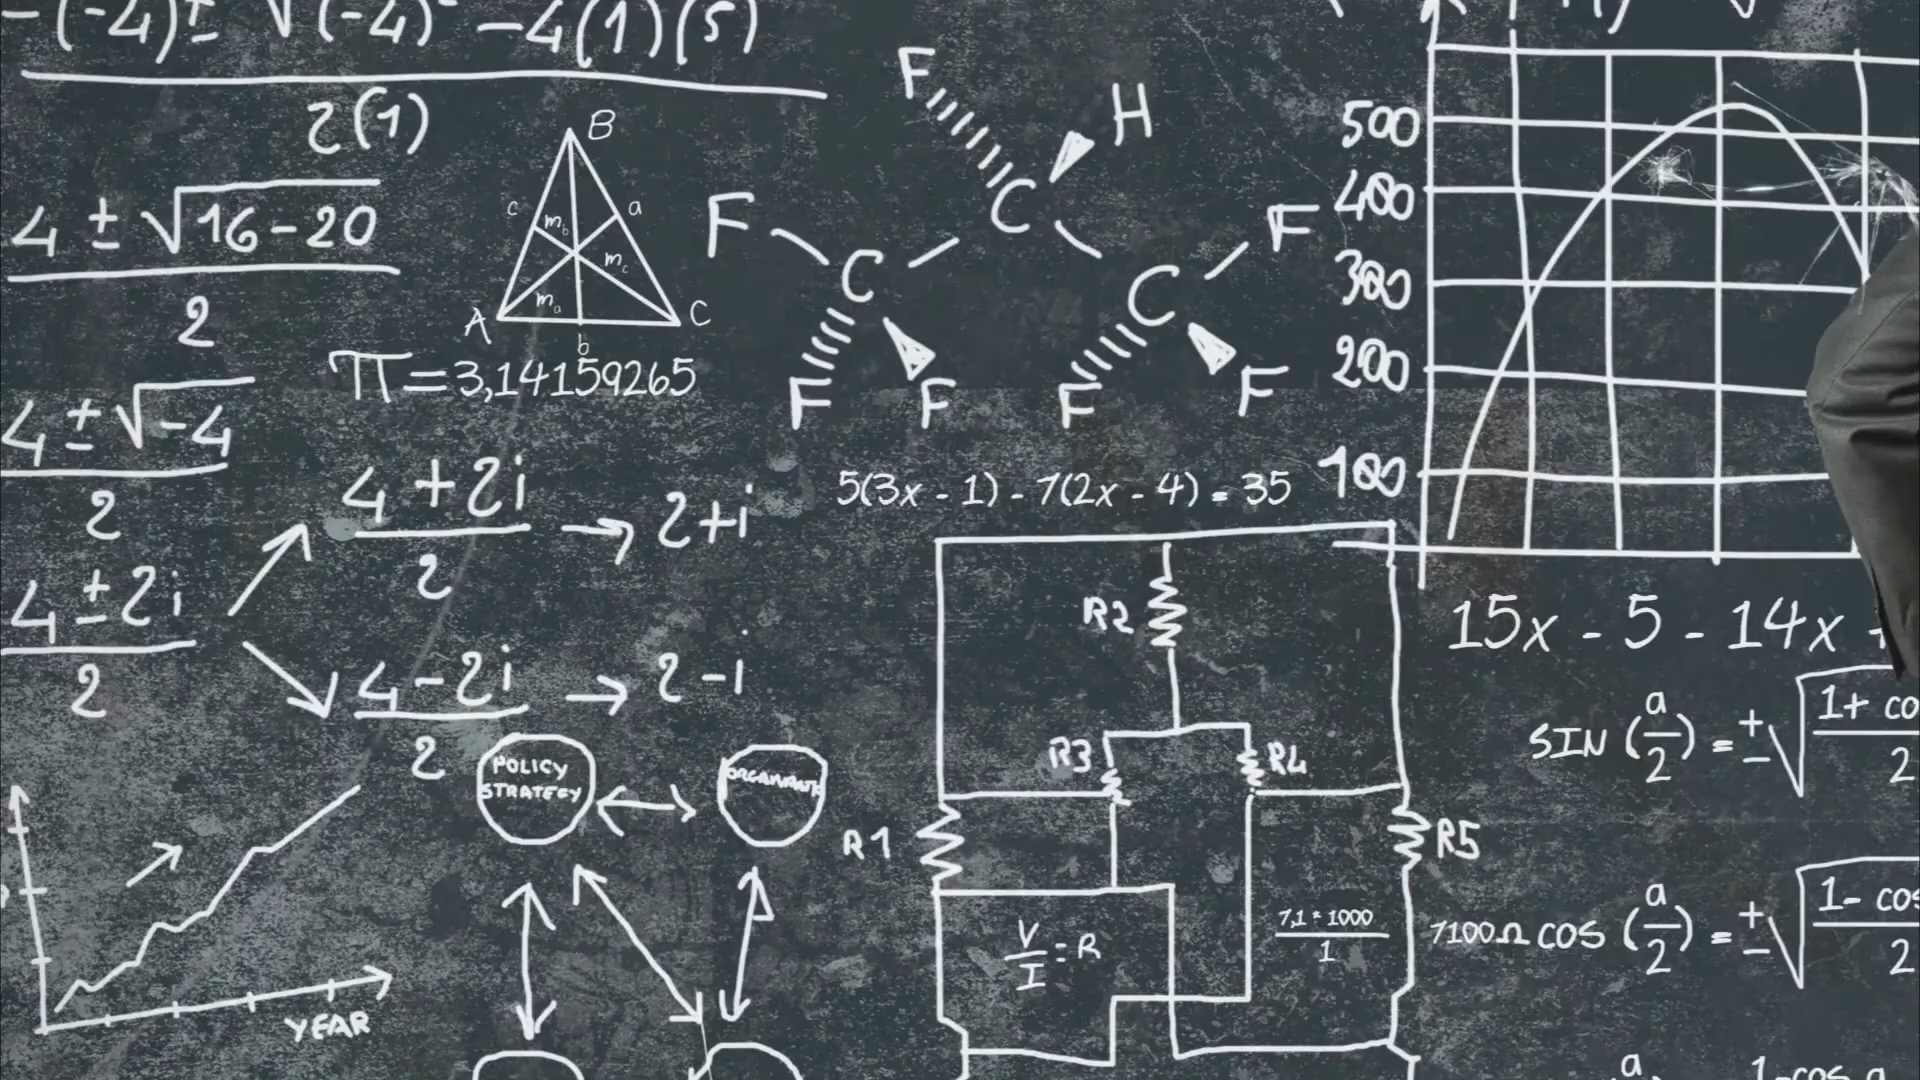 -(-4)± √(-4) -4(1)(5)
2(1)
4 ± √16-20
2
4 ± √-4
2
4 ± 2i
2
4 + 2i
2
→ 2+i
4 - 2i
2
→ 2-i
B
c
a
m_b
m_c
m_a
A
C
b
π=3,14159265
F
H
C
F
C
C
F
F
F
F
F
5(3x - 1) - 7(2x - 4) = 35
500
400
300
200
100
15x - 5 - 14x +
R2
R3
R4
R1
R5
V/I = R
7,1 * 1000
1
7100Ω
SIN (a/2) = ± √1+ co
2
COS (a/2) = ± √1- cos
2
a
1-cos a
POLICY
STRATEGY
YEAR